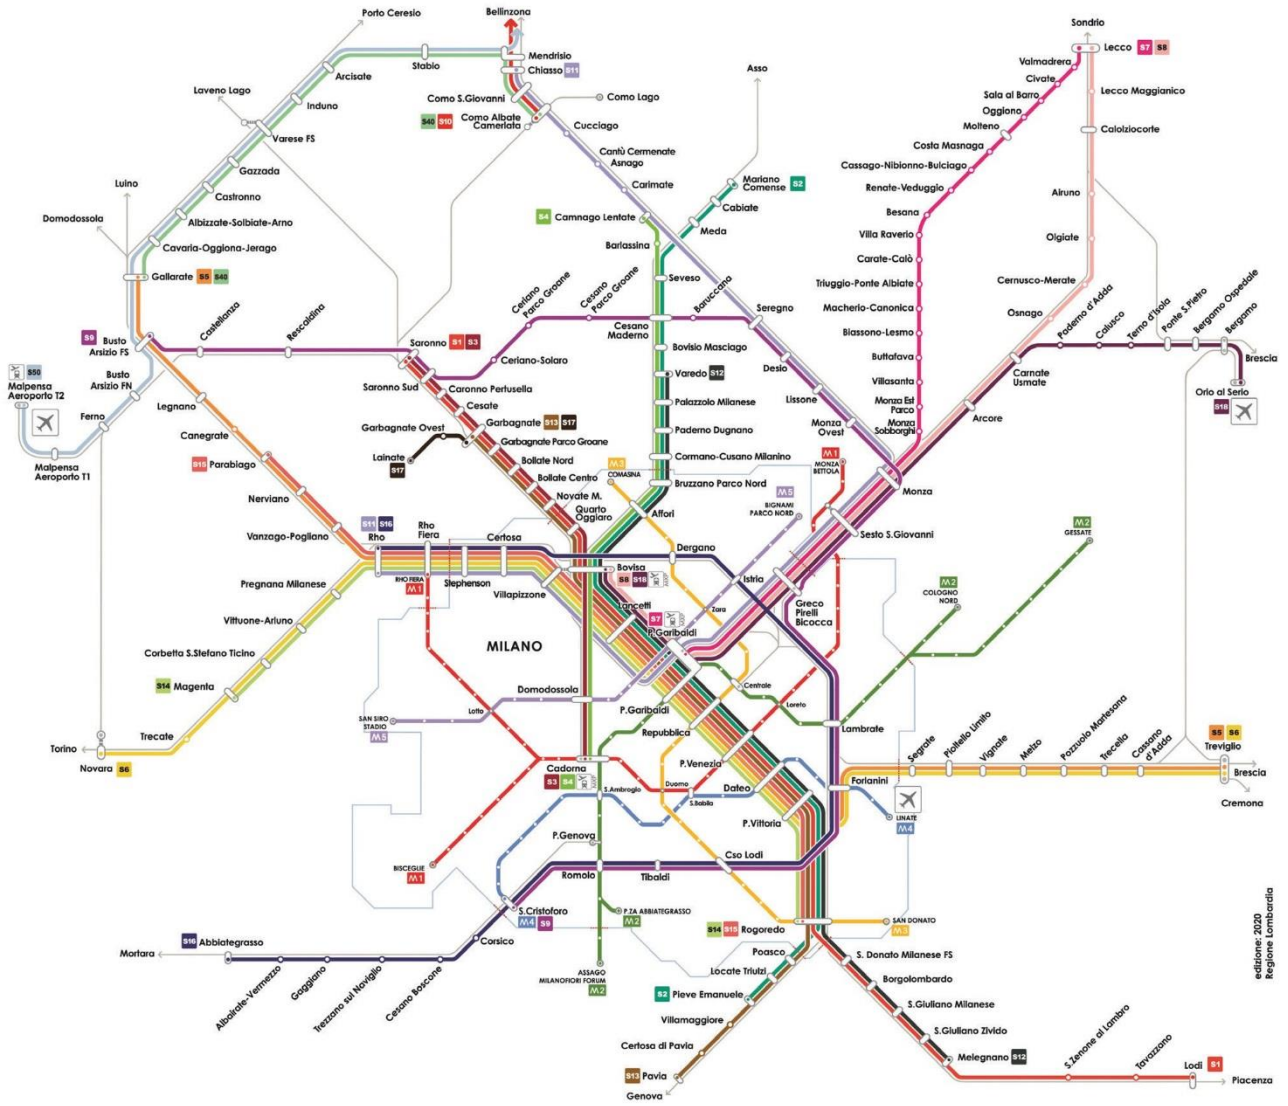 Porto Ceresio
Bellinzona
Sondrio
Mendrisio
Chiasso S11
Lecco S7 S8
Stabio
Arcisate
Valmadrera
Asso
Civate
Lecco Maggianico
Laveno Lago
Induno
Como S.Giovanni
Como Lago
Sala al Barro
Oggiono
S40 S10
Como Albate
Camerlata
Cucciago
Molteno
Calolziocorte
Varese FS
Costa Masnaga
Cantù Cermenate
Asnago
Cassago-Nibionno-Bulciago
Gazzada
Carimate
Mariano
Comense S2
Renate-Veduggio
Airuno
Luino
Castronno
Cabiate
Besana
Domodossola
Albizzate-Solbiate-Arno
S4 Camnago Lentate
Meda
Villa Raverio
Olgiate
Cavaria-Oggiona-Jerago
Barlassina
Carate-Calò
Gallarate S5 S40
Seveso
Baruccana
Triuggio-Ponte Albiate
Cernusco-Merate
Castellanza
Rescaldina
Ceriano
Parco Groane
Cesano
Parco Groane
Seregno
Macherio-Canonica
Osnago
Paderno d'Adda
Calusco
Terno d'Isola
Ponte S.Pietro
Bergamo Ospedale
Bergamo
S9
Busto
Arsizio FS
Saronno S1 S3
Cesano
Maderno
Biassono-Lesmo
Brescia
Ceriano-Solaro
Bovisio Masciago
Desio
Buttafava
Carnate
Usmate
S50
Malpensa
Aeroporto T2
Busto
Arsizio FN
Saronno Sud
Caronno Pertusella
Varedo S12
Villasanta
Orio al Serio
S18
Legnano
Cesate
Palazzolo Milanese
Lissone
Monza Est
Parco
Arcore
Ferno
Garbagnate Ovest
Garbagnate S13 S17
Monza
Ovest
Monza
Sobborghi
Canegrate
Garbagnate Parco Groane
Paderno Dugnano
Malpensa
Aeroporto T1
S15 Parabiago
Lainate
S17
Bollate Nord
M3
COMASINA
Cormano-Cusano Milanino
M1
MONZA
BETTOLA
Nerviano
Bollate Centro
Bruzzano Parco Nord
M5
BIGNAMI
PARCO NORD
Monza
Novate M.
Quarto
Oggiaro
Affori
Vanzago-Pogliano
S11 S16
Rho
Rho
Fiera
Certosa
Sesto S.Giovanni
M2
GESSATE
Dergano
Pregnana Milanese
RHO FIERA
M1
Stephenson
Villapizzone
Bovisa
S8 S18
Istria
M2
COLOGNO
NORD
Vittuone-Arluno
Lancetti
Zara
Greco
Pirelli
Bicocca
S7
P.Garibaldi
MILANO
Corbetta S.Stefano Ticino
S14 Magenta
Domodossola
Centrale
Loreto
Lotto
P.Garibaldi
SAN SIRO
STADIO
M5
Repubblica
Lambrate
Trecate
Segrate
Pioltello Limito
Vignate
Melzo
Pozzuolo Martesana
Trecella
Cassano
d'Adda
S5 S6
Treviglio
Torino
Novara S6
Cadorna
S3 S4
P.Venezia
Brescia
Duomo
Dateo
Forlanini
S.Ambrogio
S.Babila
Cremona
P.Vittoria
LINATE
M4
P.Genova
BISCEGLIE
M1
Cso Lodi
Romolo
Tibaldi
S.Cristoforo
M4 S9
P.ZA ABBIATEGRASSO
M2
SAN DONATO
M3
S14 S15 Rogoredo
S16 Abbiategrasso
Corsico
Mortara
Albairate-Vermezzo
Gaggiano
Trezzano sul Naviglio
Cesano Boscone
ASSAGO
MILANOFIORI FORUM
M2
Poasco
S. Donato Milanese FS
Locate Triulzi
Borgolombardo
S2 Pieve Emanuele
S.Giuliano Milanese
Villamaggiore
S.Giuliano Zivido
Certosa di Pavia
Melegnano S12
S.Zenone al Lambro
Tavazzano
Lodi S1
S13 Pavia
Piacenza
Genova
edizione: 2020
Regione Lombardia